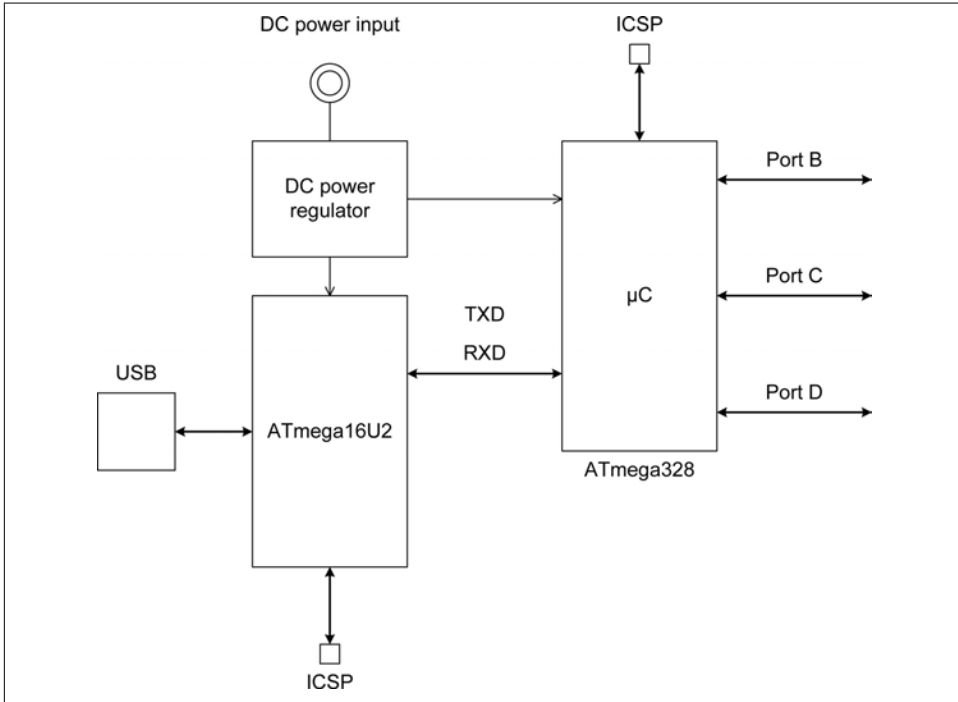 DC power input
ICSP
DC power
regulator
Port B
Port C
µC
TXD
RXD
USB
Port D
ATmega16U2
ATmega328
ICSP